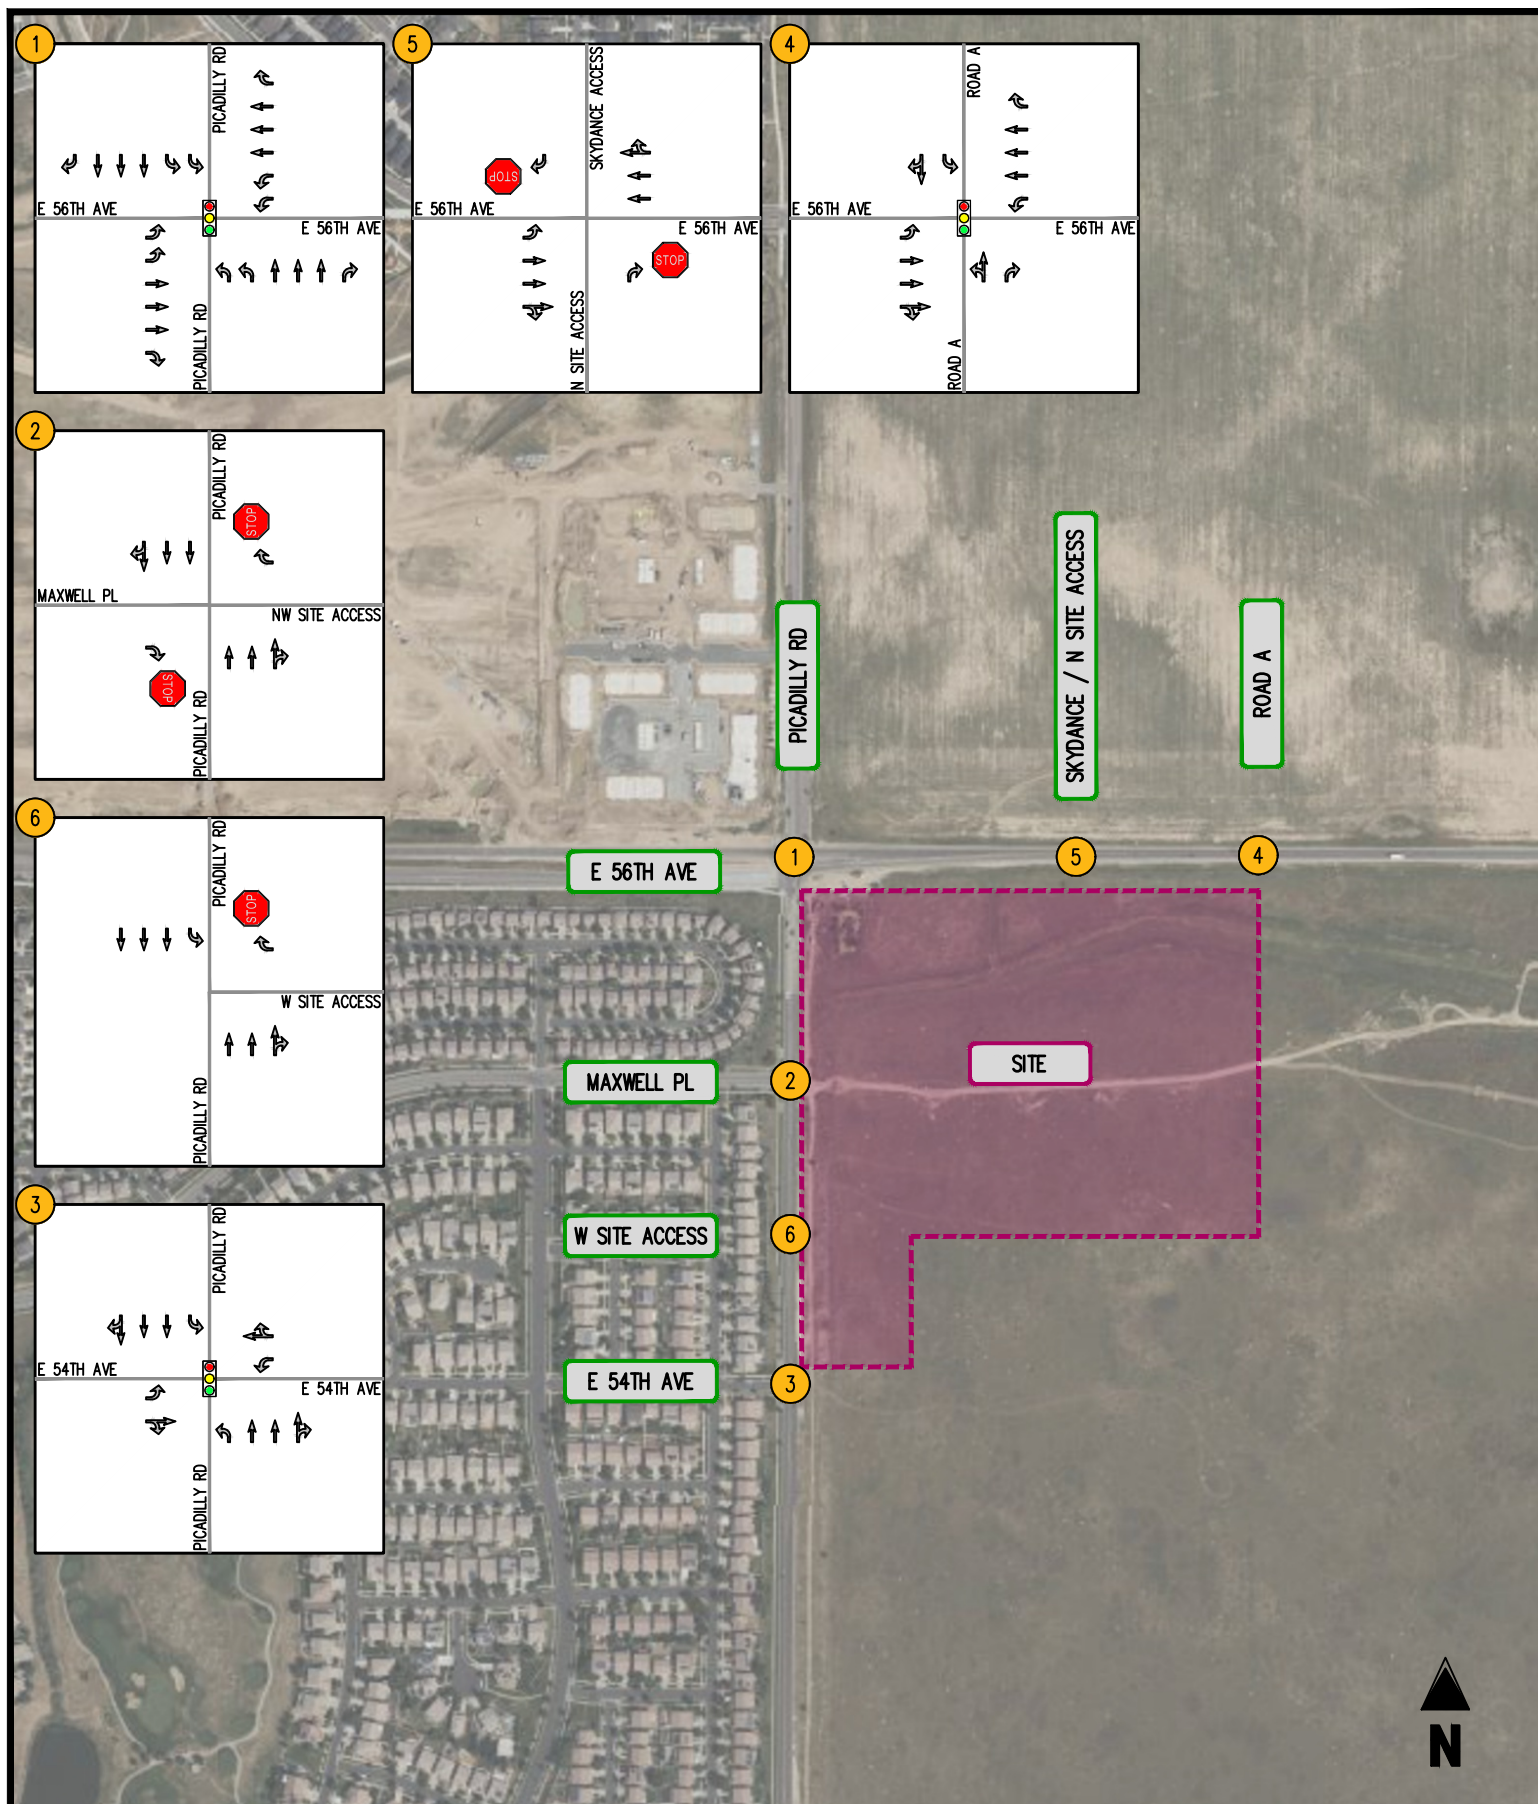 1
PICADILLY RD
E 56TH AVE
E 56TH AVE
PICADILLY RD
5
SKYDANCE ACCESS
STOP
E 56TH AVE
E 56TH AVE
STOP
N SITE ACCESS
4
ROAD A
E 56TH AVE
E 56TH AVE
ROAD A
2
PICADILLY RD
STOP
MAXWELL PL
NW SITE ACCESS
STOP
PICADILLY RD
6
PICADILLY RD
STOP
W SITE ACCESS
PICADILLY RD
3
PICADILLY RD
E 54TH AVE
E 54TH AVE
PICADILLY RD
PICADILLY RD
SKYDANCE / N SITE ACCESS
ROAD A
E 56TH AVE
1
5
4
MAXWELL PL
2
SITE
W SITE ACCESS
6
E 54TH AVE
3
N